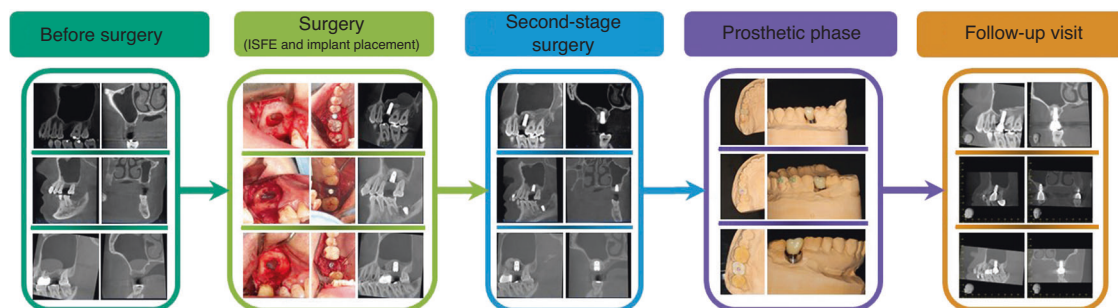 Before surgery
Surgery
(ISFE and implant placement)
Second-stage
surgery
Prosthetic phase
Follow-up visit